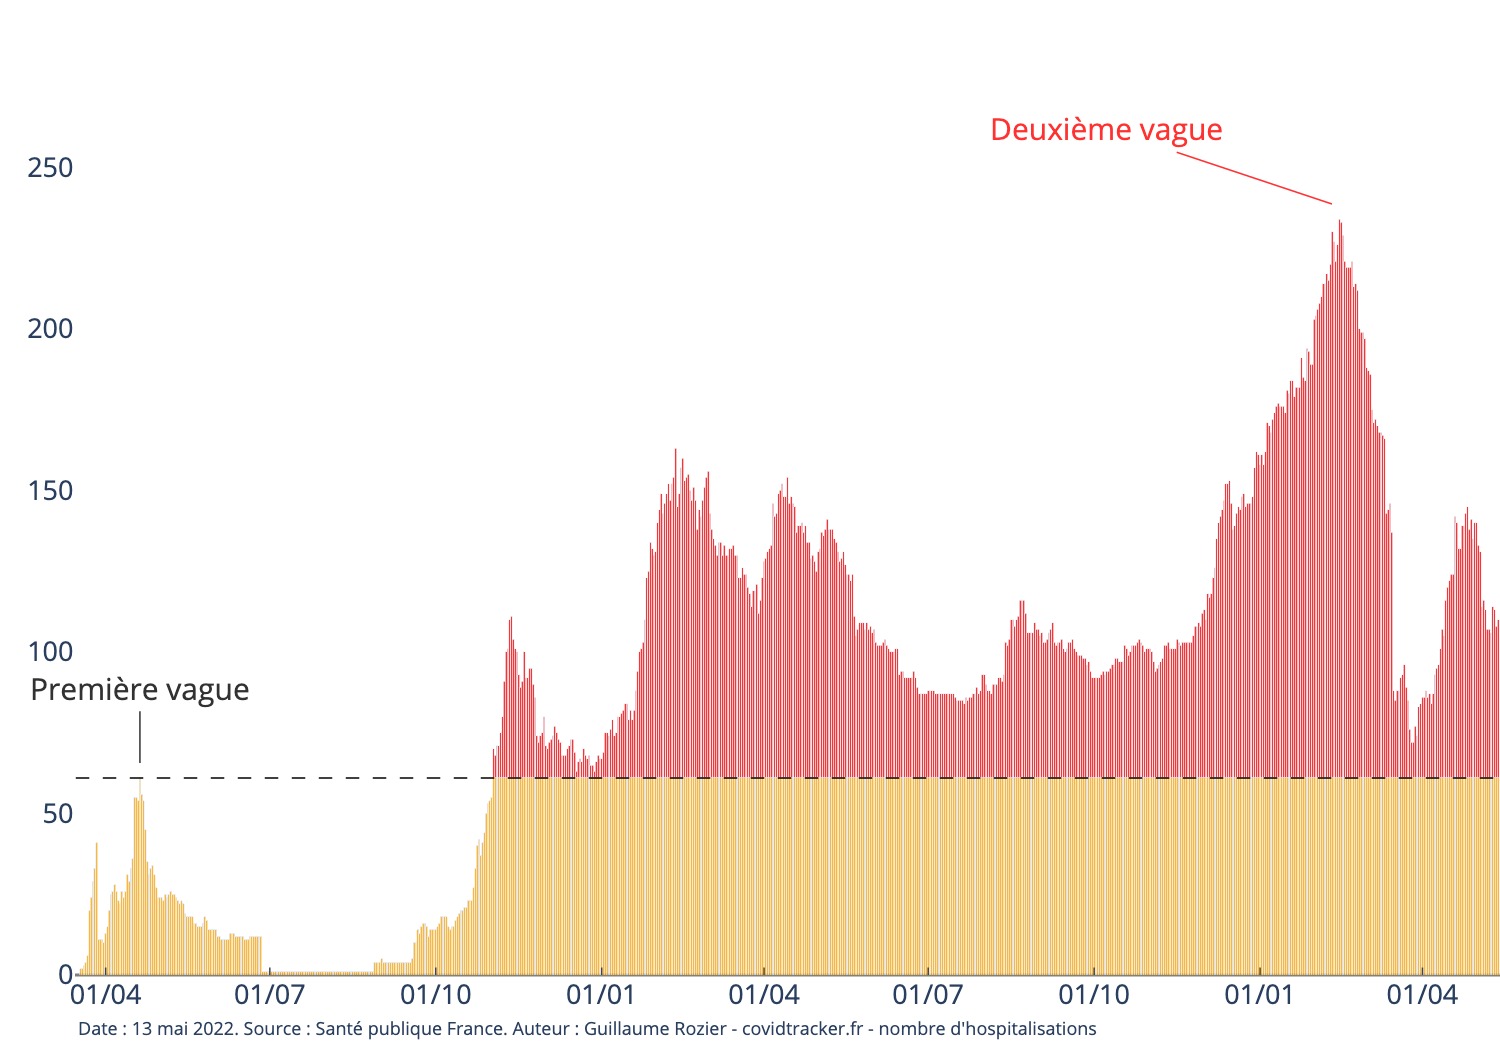 Deuxième vague
250
200
150
100
Première vague
50
0
01/04 01/07 01/10 01/01 01/04 01/07 01/10 01/01 01/04
Date : 13 mai 2022. Source : Santé publique France. Auteur : Guillaume Rozier - covidtracker.fr - nombre d'hospitalisations